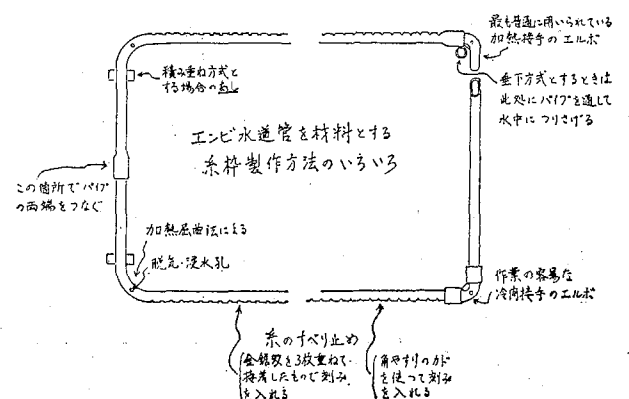 最も普通に用いられている
加熱接手のエルボ
積み重ね方式と
する場合のあし
垂下方式とするときは
此処にパイプを通して
水中につりさげる
エンビ水道管を材料とする
糸枠製作方法のいろいろ
この個所でパイプ
の両端をつなぐ
加熱屈曲法による
脱気・浸水孔
作業の容易な
冷間接手のエルボ
糸のすべり止め
金鋸刃を3枚重ねて
接着したもので刻み
を入れる
角やすりのカド
を使って刻み
を入れる